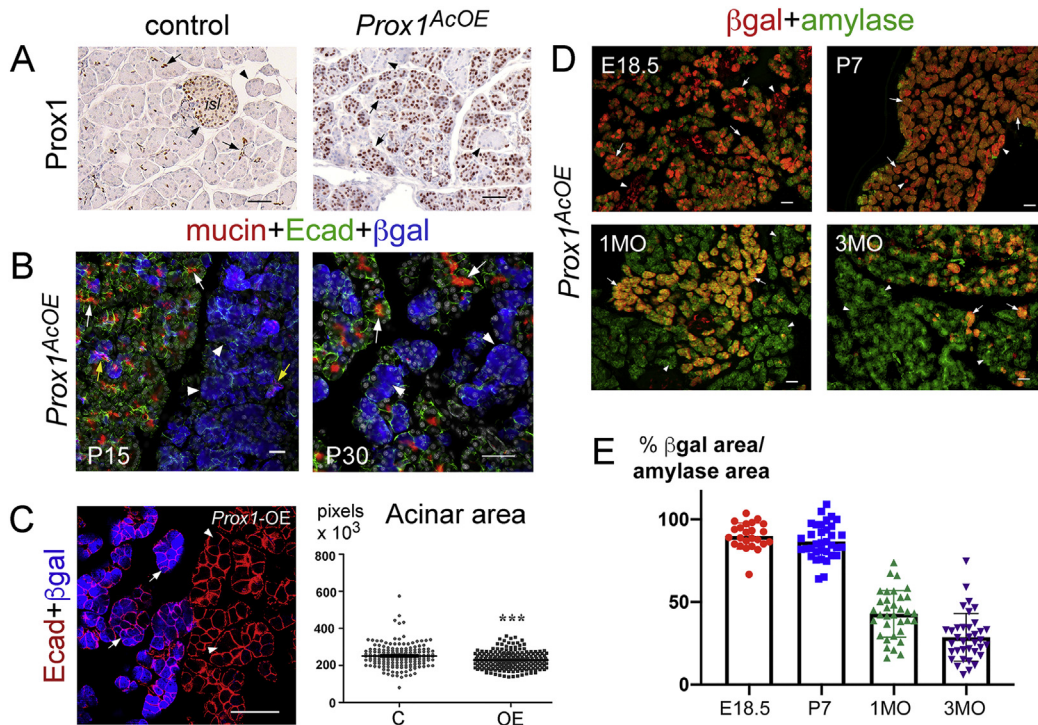 control
Prox1AcOE
A
Prox1
isl
mucin+Ecad+βgal
B
Prox1AcOE
P15
P30
C
Ecad+βgal
Prox1-OE
pixels
x 10³
Acinar area
800
600
400
200
0
***
C
OE
βgal+amylase
D
E18.5
P7
Prox1AcOE
1MO
3MO
E
% βgal area/
amylase area
100
50
0
E18.5
P7
1MO
3MO